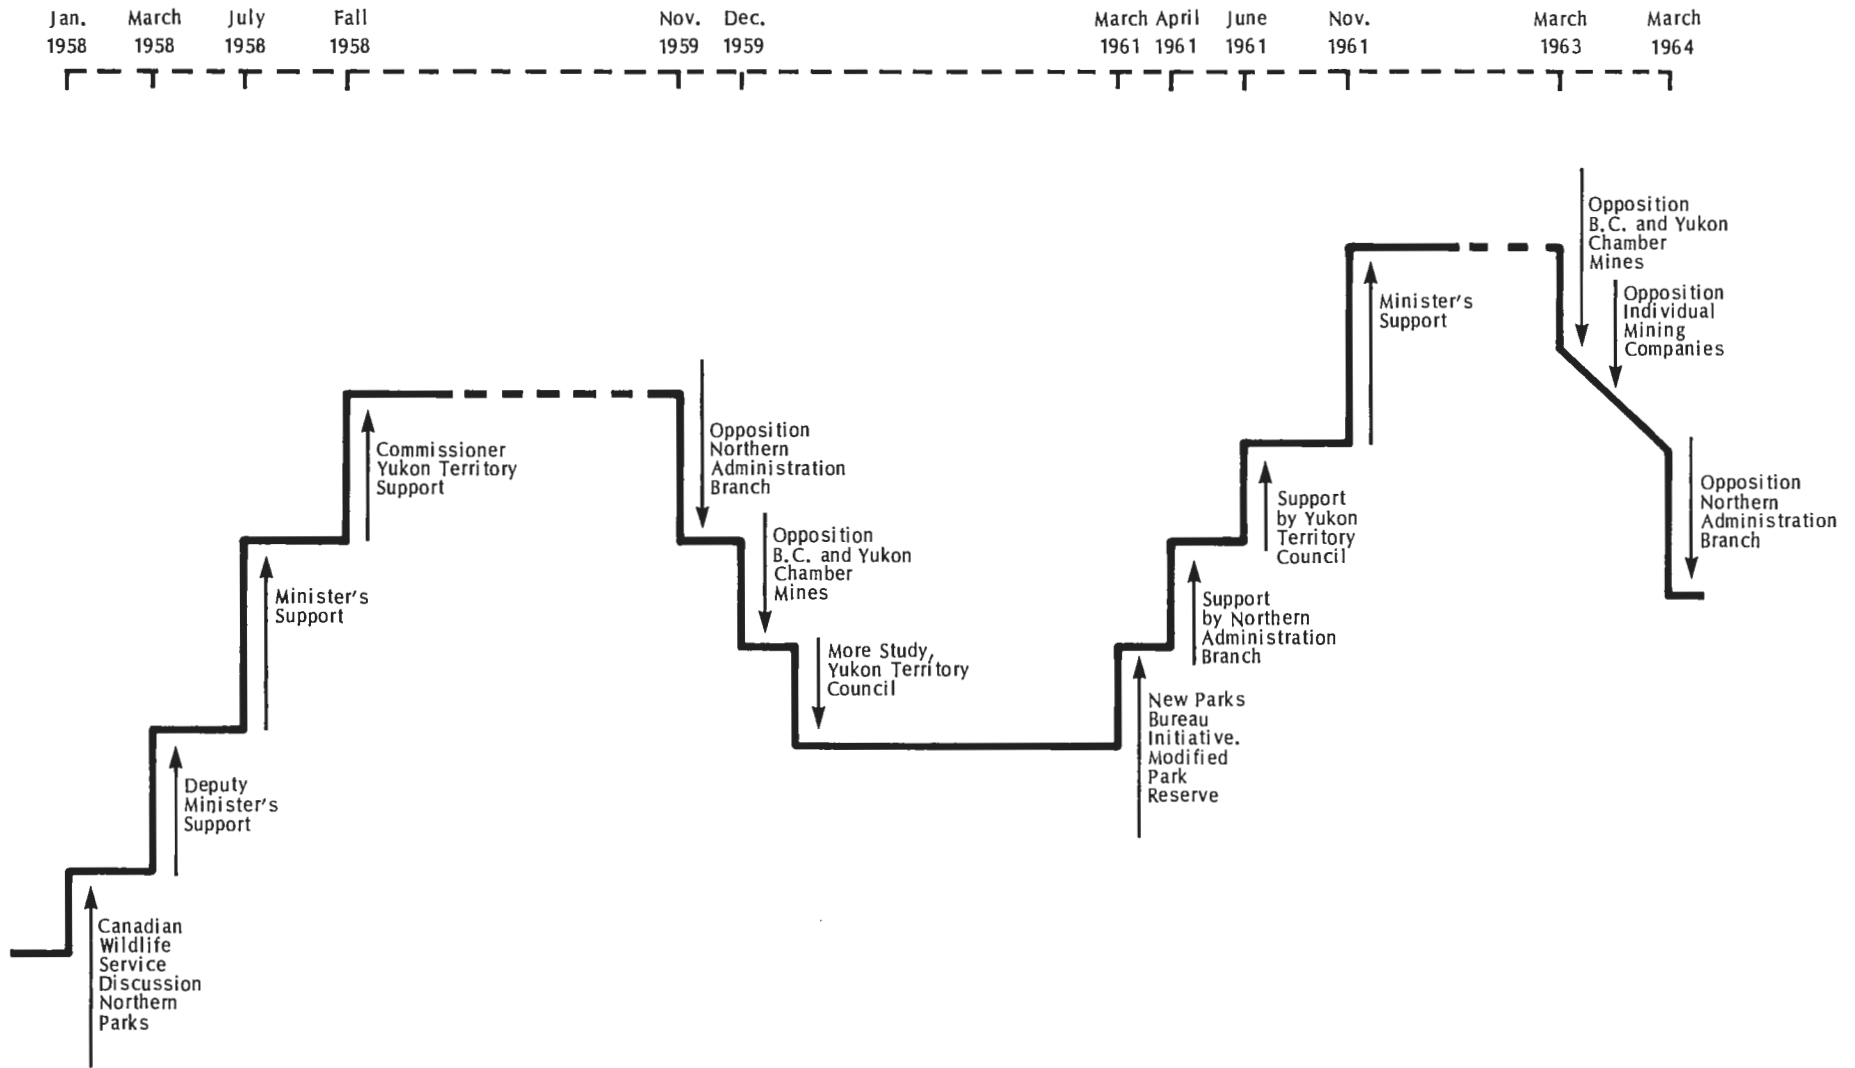 Jan. March July Fall Nov. Dec. March April June Nov. March March
1958 1958 1958 1958 1959 1959 1961 1961 1961 1961 1963 1964
Opposition
B.C. and Yukon
Chamber
Mines
Opposition
Individual
Mining
Companies
Minister's
Support
Commissioner
Yukon Territory
Support
Opposition
Northern
Administration
Branch
Opposition
Northern
Administration
Branch
Support
by Yukon
Territory
Council
Opposition
B.C. and Yukon
Chamber
Mines
Minister's
Support
Support
by Northern
Administration
Branch
More Study,
Yukon Territory
Council
New Parks
Bureau
Initiative.
Modified
Park
Reserve
Deputy
Minister's
Support
Canadian
Wildlife
Service
Discussion
Northern
Parks